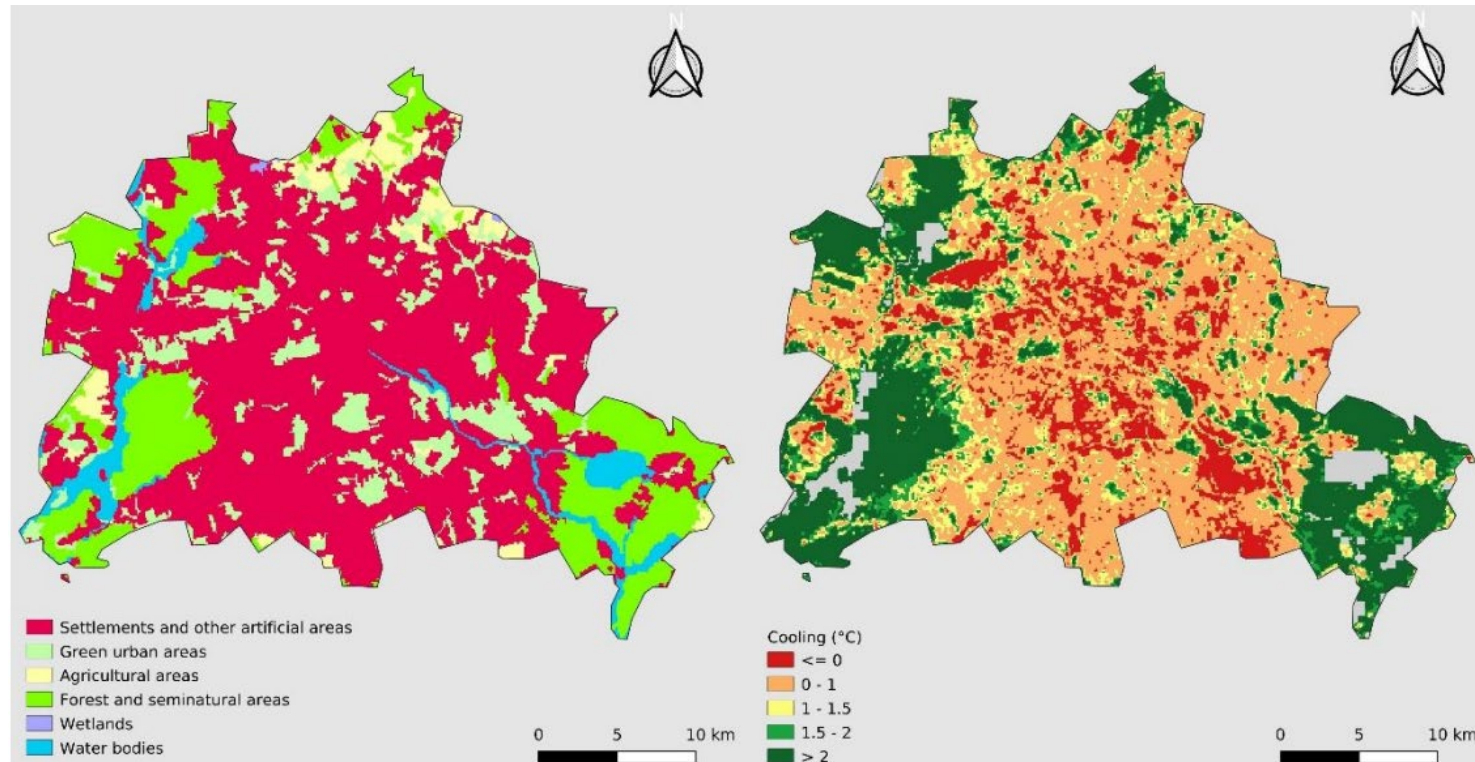 N
N
Settlements and other artificial areas
Green urban areas
Agricultural areas
Forest and seminatural areas
Wetlands
Water bodies
0 5 10 km
Cooling (°C)
<= 0
0 - 1
1 - 1.5
1.5 - 2
> 2
0 5 10 km